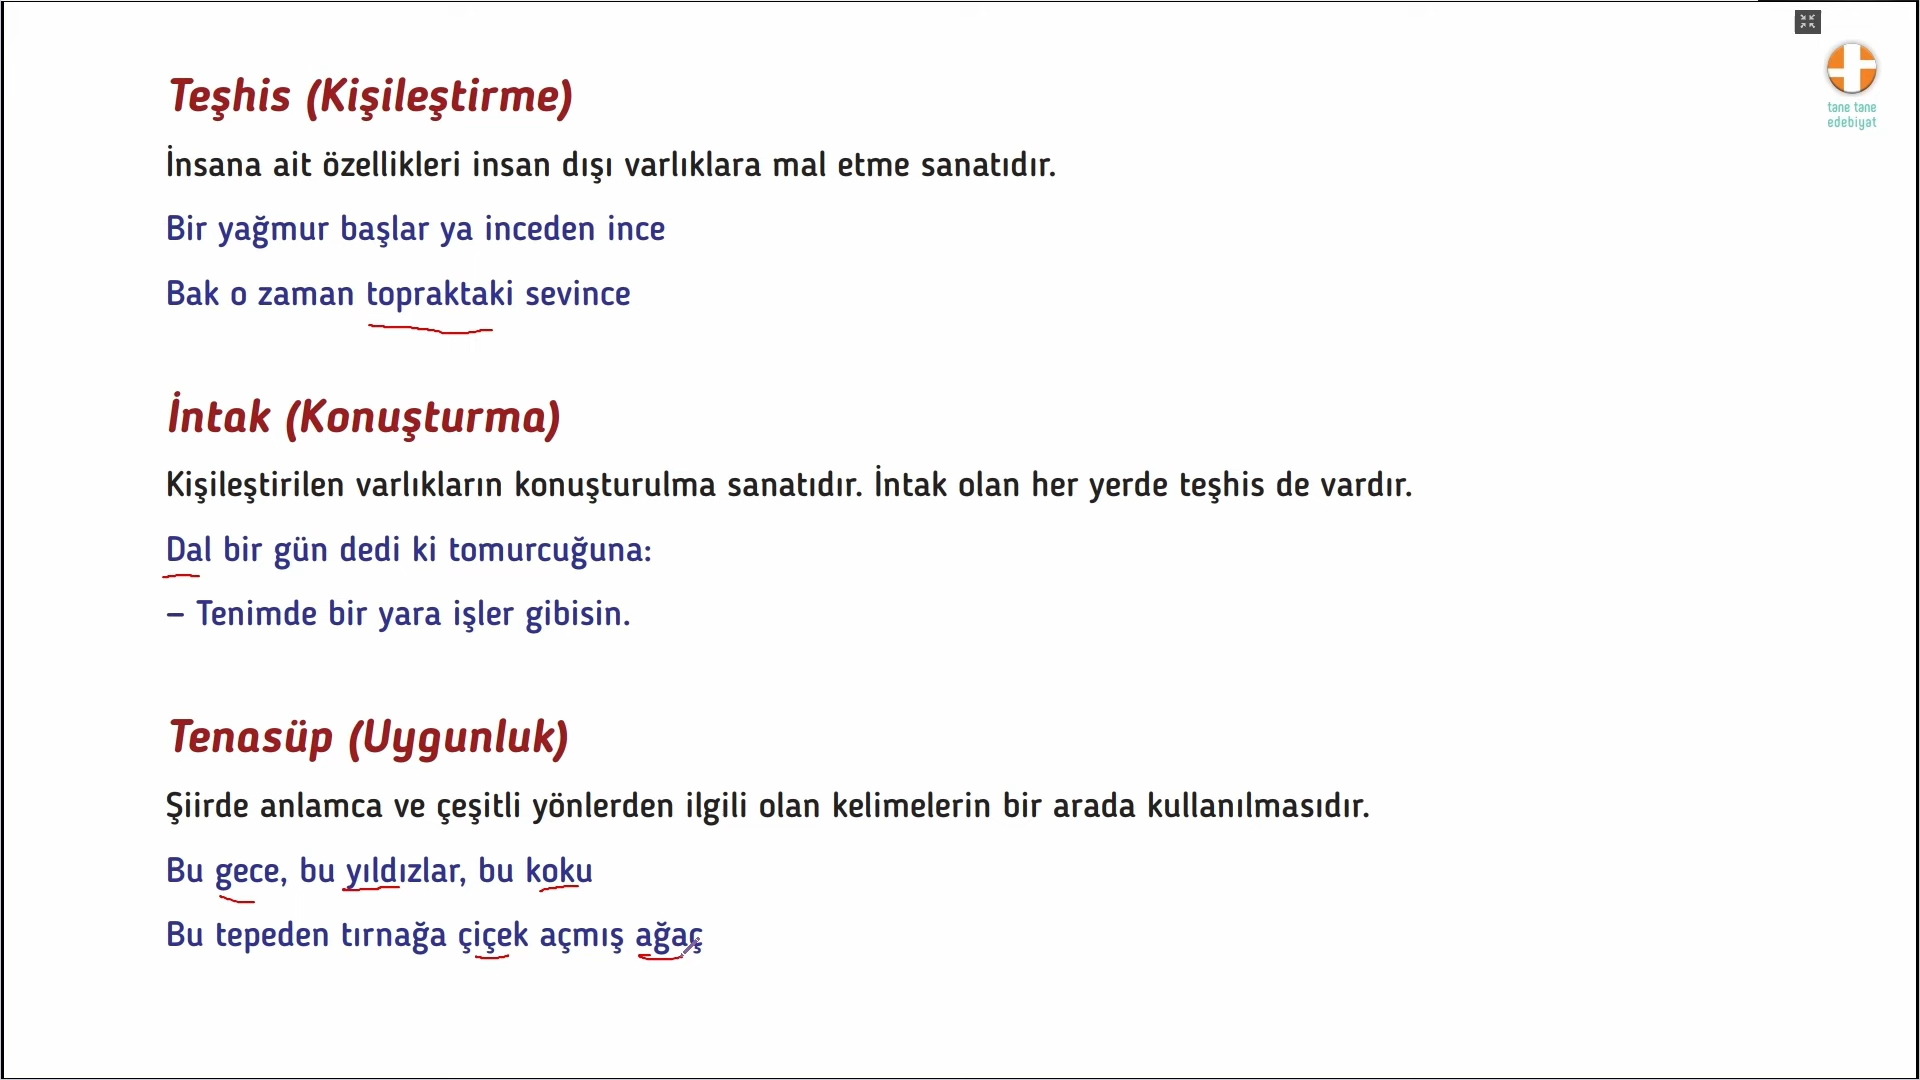 tane tane
edebiyat
Teşhis (Kişileştirme)
İnsana ait özellikleri insan dışı varlıklara mal etme sanatıdır.
Bir yağmur başlar ya inceden ince
Bak o zaman topraktaki sevince
İntak (Konuşturma)
Kişileştirilen varlıkların konuşturulma sanatıdır. İntak olan her yerde teşhis de vardır.
Dal bir gün dedi ki tomurcuğuna:
– Tenimde bir yara işler gibisin.
Tenasüp (Uygunluk)
Şiirde anlamca ve çeşitli yönlerden ilgili olan kelimelerin bir arada kullanılmasıdır.
Bu gece, bu yıldızlar, bu koku
Bu tepeden tırnağa çiçek açmış ağaç